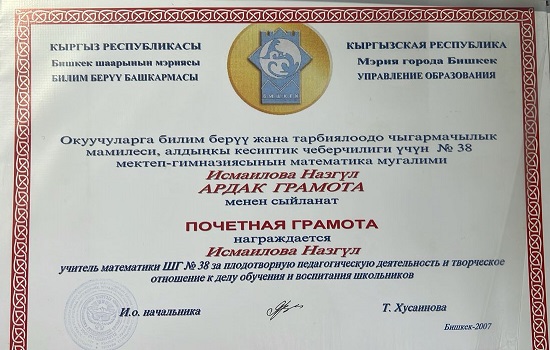 КЫРГЫЗ РЕСПУБЛИКАСЫ
Бишкек шаарынын мэриясы
БИЛИМ БЕРҮҮ БАШКАРМАСЫ
КЫРГЫЗСКАЯ РЕСПУБЛИКА
Мэрия города Бишкек
УПРАВЛЕНИЕ ОБРАЗОВАНИЯ
БИШКЕК
Окуучуларга билим берүү жана тарбиялоодо чыгармачылык
мамилеси, алдыңкы кесиптик чеберчилиги үчүн № 38
мектеп-гимназиясынын математика мугалими
Исмаилова Назгүл
АРДАК ГРАМОТА
менен сыйланат
ПОЧЕТНАЯ ГРАМОТА
награждается
Исмаилова Назгүл
учитель математики ШГ № 38 за плодотворную педагогическую деятельность и творческое
отношение к делу обучения и воспитания школьников
И.о. начальника
Т. Хусаинова
Бишкек-2007